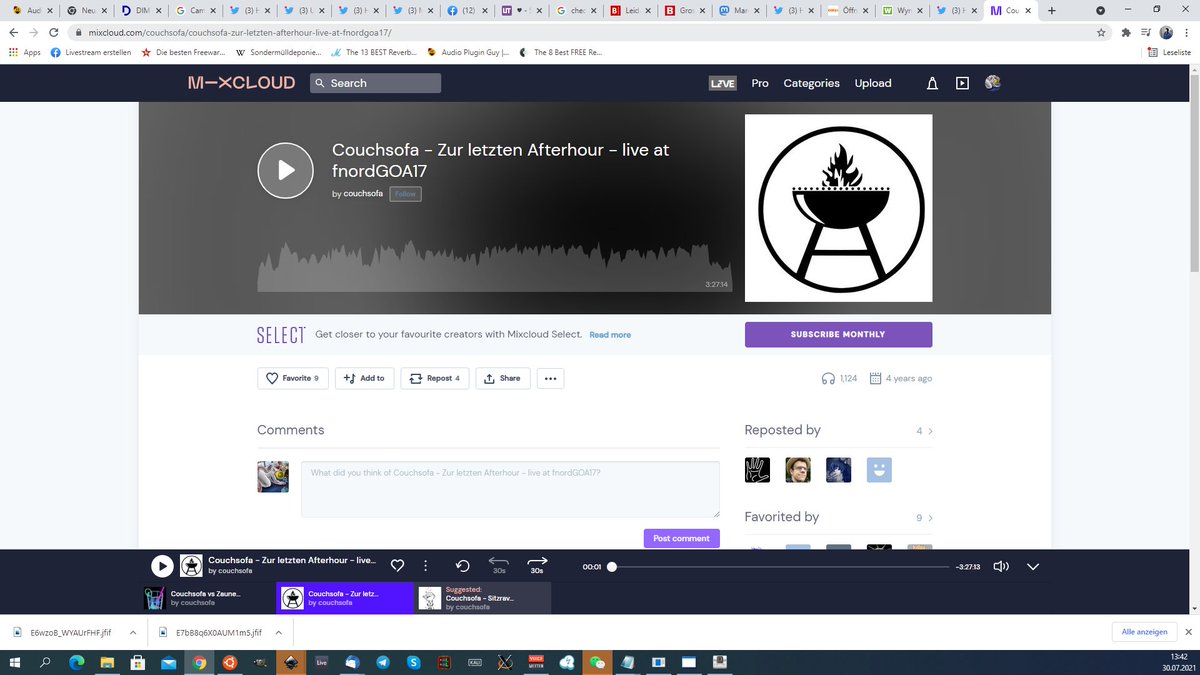 Aud
Neu
DIM
Cam
(3) H
(3) U
(3) H
(3) M
(12)
♥ - S
chec
Leid
Gros
Mar
(3) H
Öffn
Wyr
(3) H
Cou
mixcloud.com/couchsofa/couchsofa-zur-letzten-afterhour-live-at-fnordgoa17/
Apps
Livestream erstellen
Die besten Freewar...
Sondermülldeponie...
The 13 BEST Reverb...
Audio Plugin Guy |...
The 8 Best FREE Re...
Leseliste
MIXCLOUD
Search
LIVE
Pro
Categories
Upload
Couchsofa - Zur letzten Afterhour - live at
fnordGOA17
by couchsofa
Follow
3:27:14
SELECT
Get closer to your favourite creators with Mixcloud Select.
Read more
SUBSCRIBE MONTHLY
Favorite 9
Add to
Repost 4
Share
1,124
4 years ago
Comments
What did you think of Couchsofa - Zur letzten Afterhour - live at fnordGOA17?
Post comment
Reposted by
4
Favorited by
9
Couchsofa - Zur letzten Afterhour - live...
by couchsofa
30s
30s
00:01
-3:27:13
Couchsofa vs Zaune...
by couchsofa
Couchsofa - Zur letz...
by couchsofa
Suggested:
Couchsofa - Sitzrav...
by couchsofa
E6wzoB_WYAUrFHF.jfif
E7bB8q6X0AUM1m5.jfif
Alle anzeigen
Live
13:42
30.07.2021